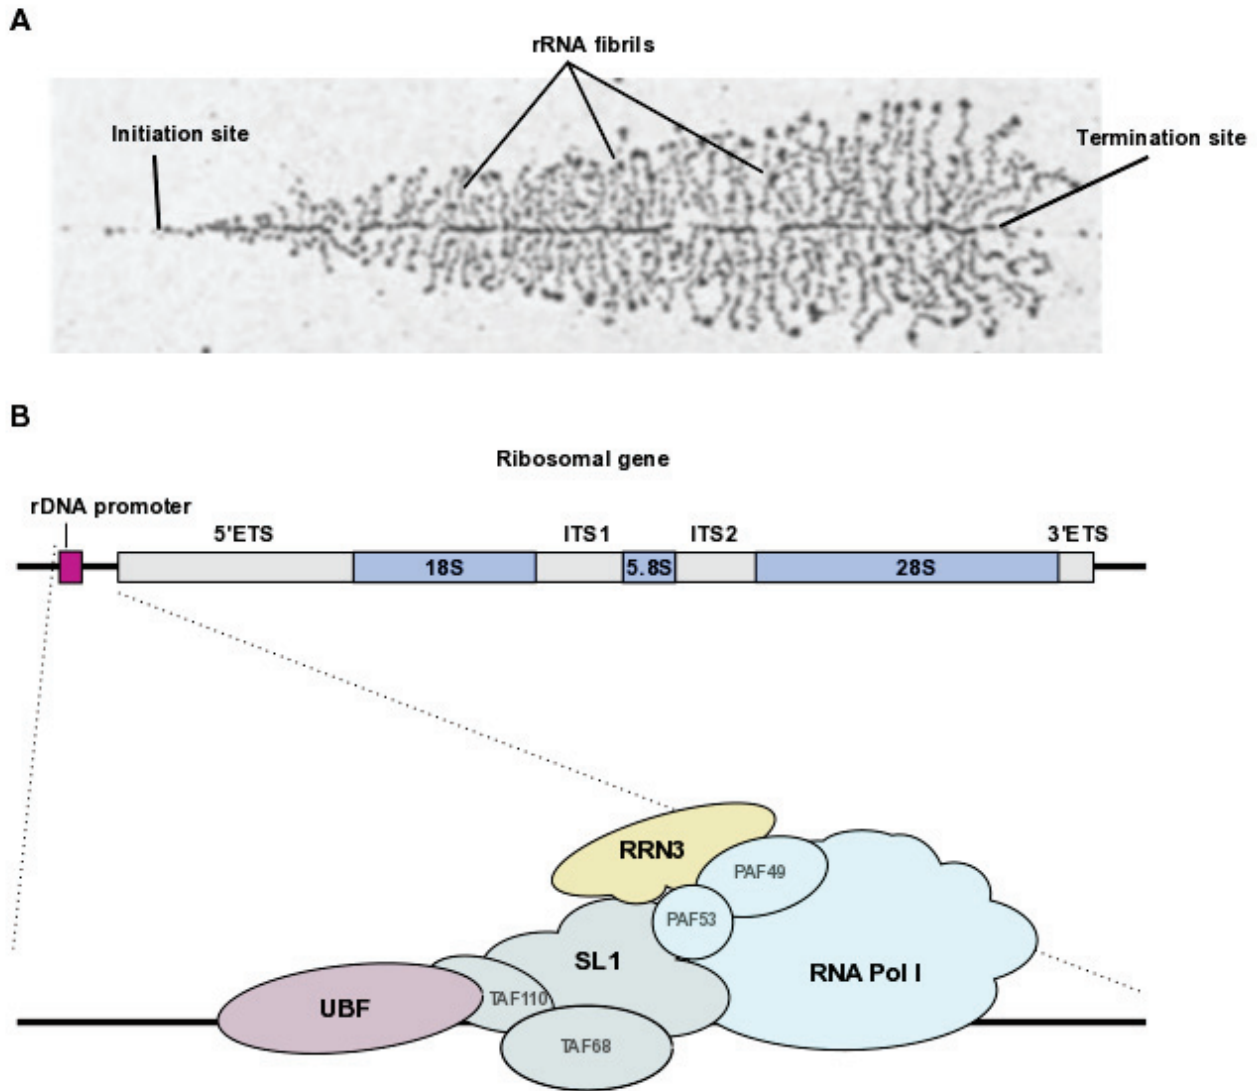 A
rRNA fibrils
Initiation site
Termination site
B
Ribosomal gene
rDNA promoter
5'ETS
ITS1
ITS2
3'ETS
18S
5.8S
28S
RRN3
PAF49
PAF53
SL1
RNA Pol I
TAF110
UBF
TAF68